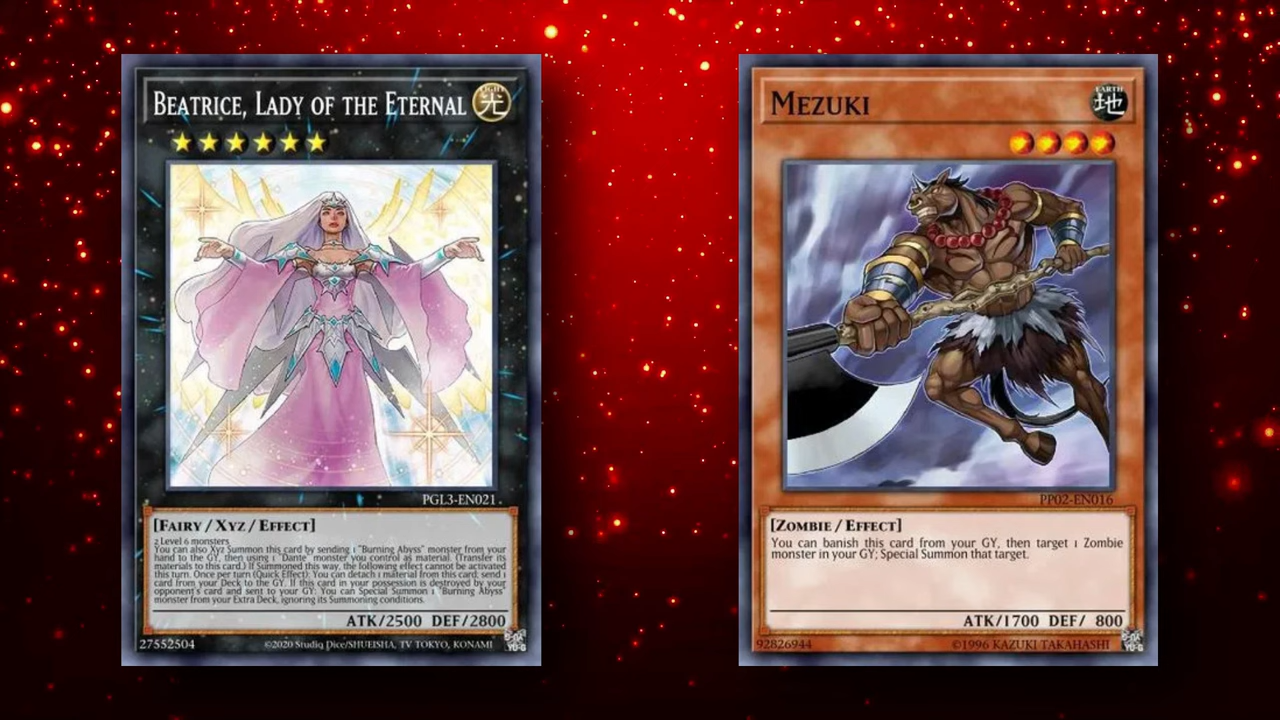 BEATRICE, LADY OF THE ETERNAL
LIGHT
光
PGL3-EN021
[FAIRY / XYZ / EFFECT]
2 Level 6 monsters
You can also Xyz Summon this card by sending 1 "Burning Abyss" monster from your
hand to the GY, then using 1 "Dante" monster you control as material. (Transfer its
materials to this card.) If Summoned this way, the following effect cannot be activated
this turn. Once per turn (Quick Effect): You can detach 1 material from this card; send 1
card from your Deck to the GY. If this card in your possession is destroyed by your
opponent's card and sent to your GY: You can Special Summon 1 "Burning Abyss"
monster from your Extra Deck, ignoring its Summoning conditions.
ATK/2500 DEF/2800
27552504
©2020 Studio Dice/SHUEISHA, TV TOKYO, KONAMI
MEZUKI
EARTH
地
PP02-EN016
[ZOMBIE / EFFECT]
You can banish this card from your GY, then target 1 Zombie
monster in your GY; Special Summon that target.
ATK/1700 DEF/ 800
92826944
©1996 KAZUKI TAKAHASHI